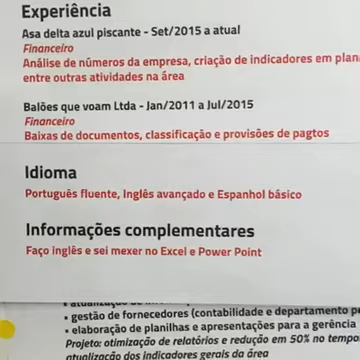 Experiência
Asa delta azul piscante - Set/2015 a atual
Financeiro
Análise de números da empresa, criação de indicadores em
entre outras atividades na área
Balões que voam Ltda - Jan/2011 a Jul/2015
Financeiro
Baixas de documentos, classificação e provisões de pagtos
Idioma
Português fluente, Inglês avançado e Espanhol básico
Informações complementares
Faço inglês e sei mexer no Excel e Power Point
• gestão de fornecedores (contabilidade e departamento
• elaboração de planilhas e apresentações para a gerência
Projeto: otimização de relatórios e redução em 50% no tempo
atualização dos indicadores gerais da área